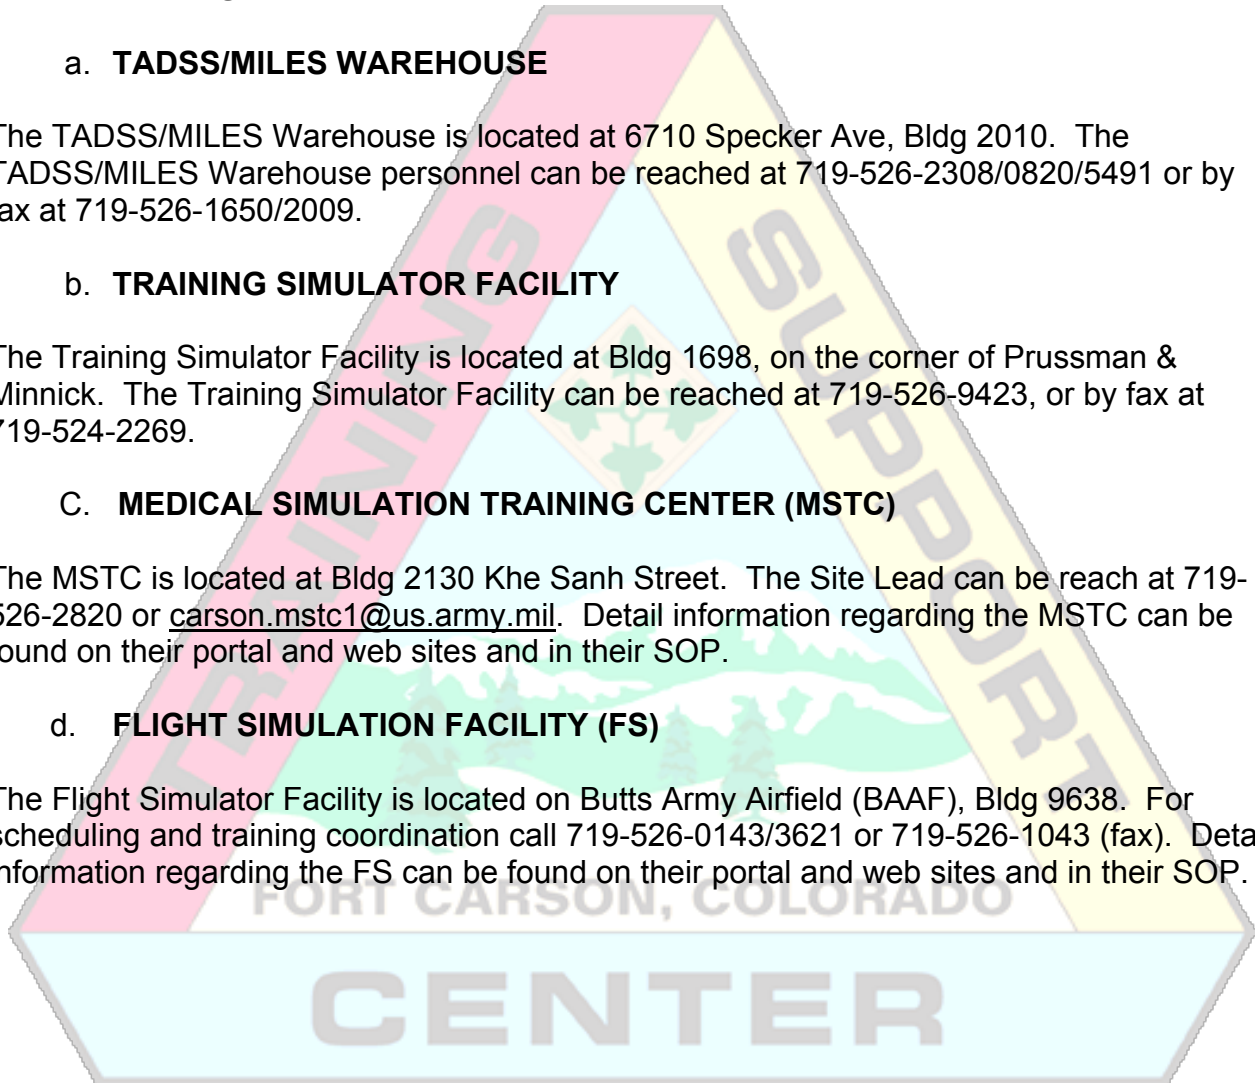 a. TADSS/MILES WAREHOUSE
The TADSS/MILES Warehouse is located at 6710 Specker Ave, Bldg 2010. The
TADSS/MILES Warehouse personnel can be reached at 719-526-2308/0820/5491 or by
fax at 719-526-1650/2009.
b. TRAINING SIMULATOR FACILITY
The Training Simulator Facility is located at Bldg 1698, on the corner of Prussman &
Minnick. The Training Simulator Facility can be reached at 719-526-9423, or by fax at
719-524-2269.
C. MEDICAL SIMULATION TRAINING CENTER (MSTC)
The MSTC is located at Bldg 2130 Khe Sanh Street. The Site Lead can be reach at 719-
526-2820 or carson.mstc1@us.army.mil. Detail information regarding the MSTC can be
found on their portal and web sites and in their SOP.
d. FLIGHT SIMULATION FACILITY (FS)
The Flight Simulator Facility is located on Butts Army Airfield (BAAF), Bldg 9638. For
scheduling and training coordination call 719-526-0143/3621 or 719-526-1043 (fax). Deta
information regarding the FS can be found on their portal and web sites and in their SOP.
TRAINING
SUPPORT
FORT CARSON, COLORADO
CENTER